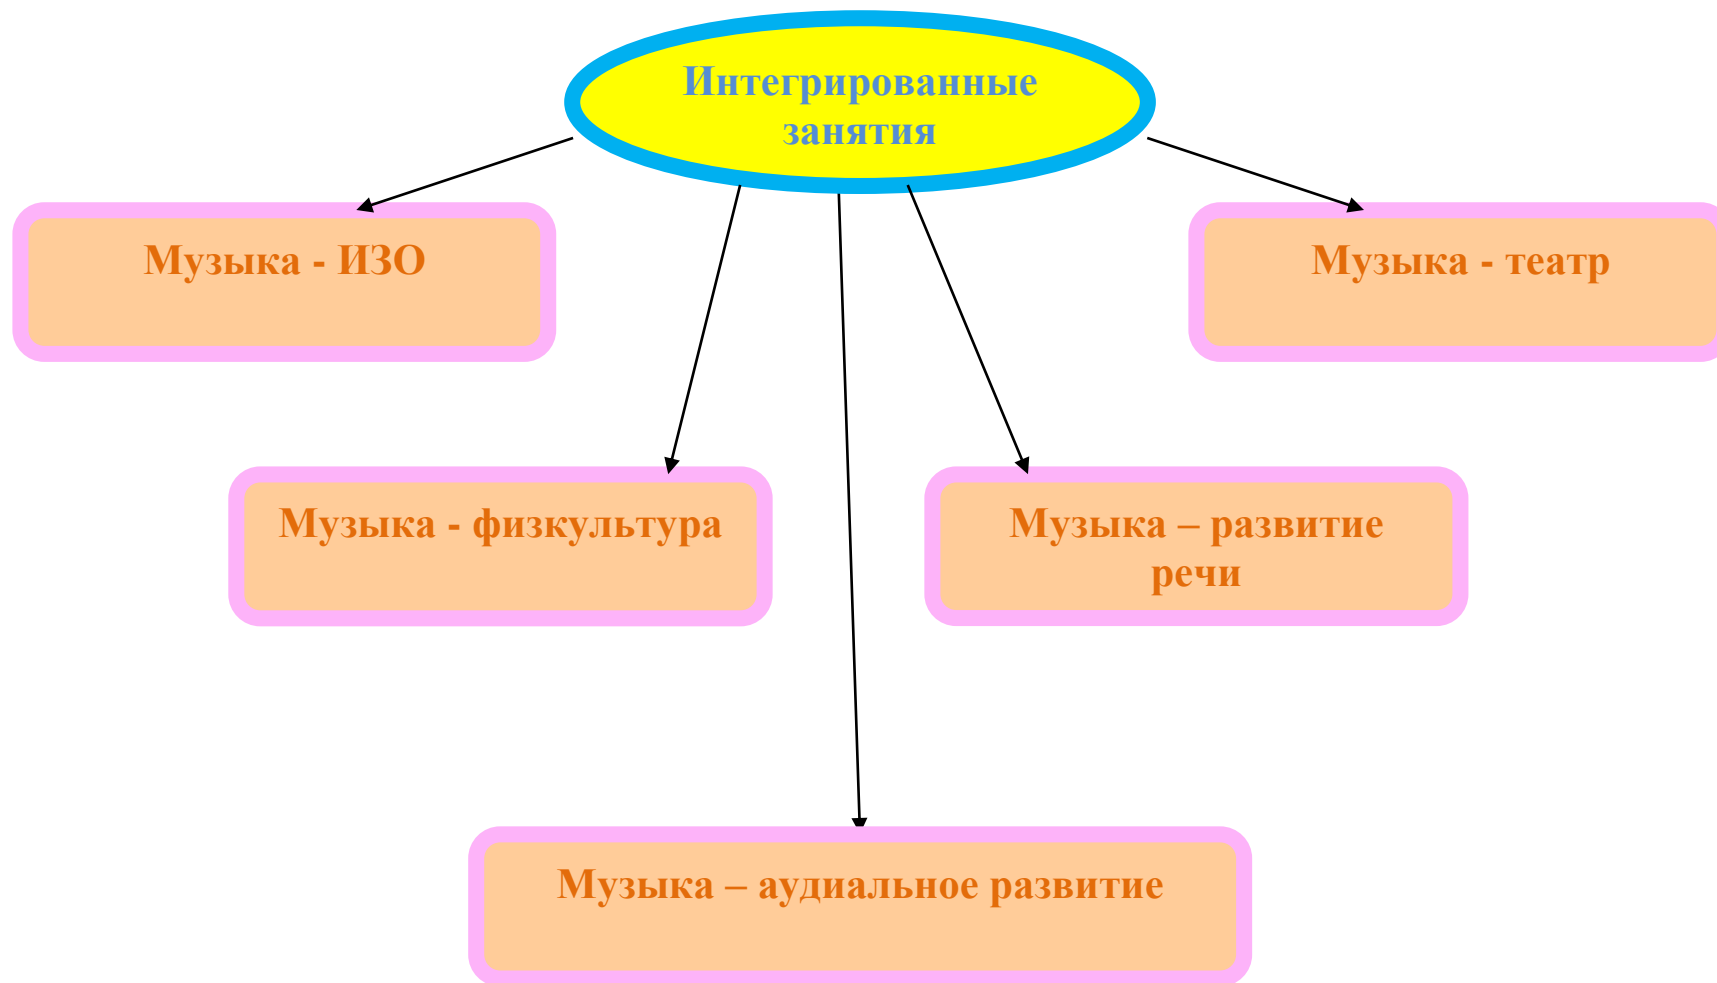 Интегрированные
занятия
Музыка - ИЗО
Музыка - театр
Музыка - физкультура
Музыка – развитие
речи
Музыка – аудиальное развитие